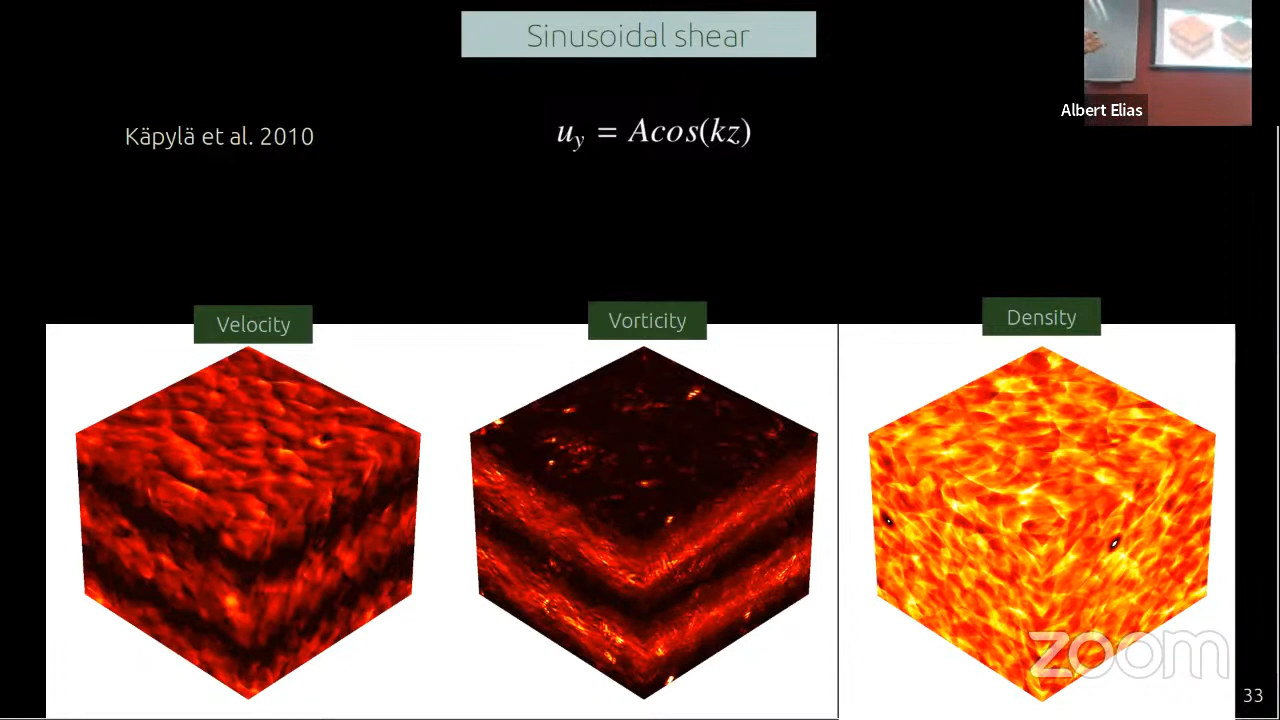 Sinusoidal shear
Albert Elias
Käpylä et al. 2010
u_y = Acos(kz)
Velocity
Vorticity
Density
zoom
33